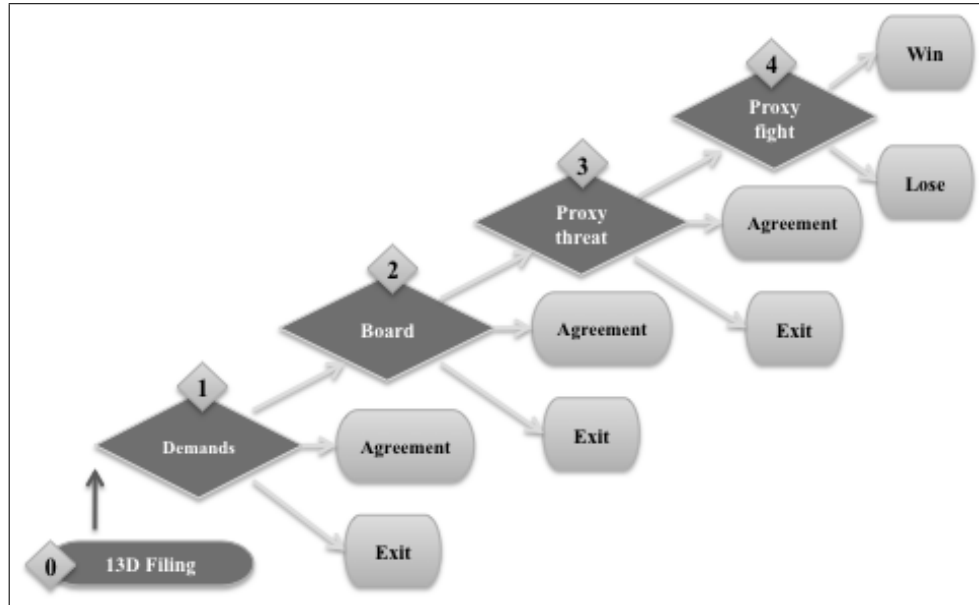 4
Win
Proxy
fight
3
Lose
Proxy
threat
Agreement
2
Board
Agreement
Exit
1
Demands
Agreement
Exit
0
13D Filing
Exit